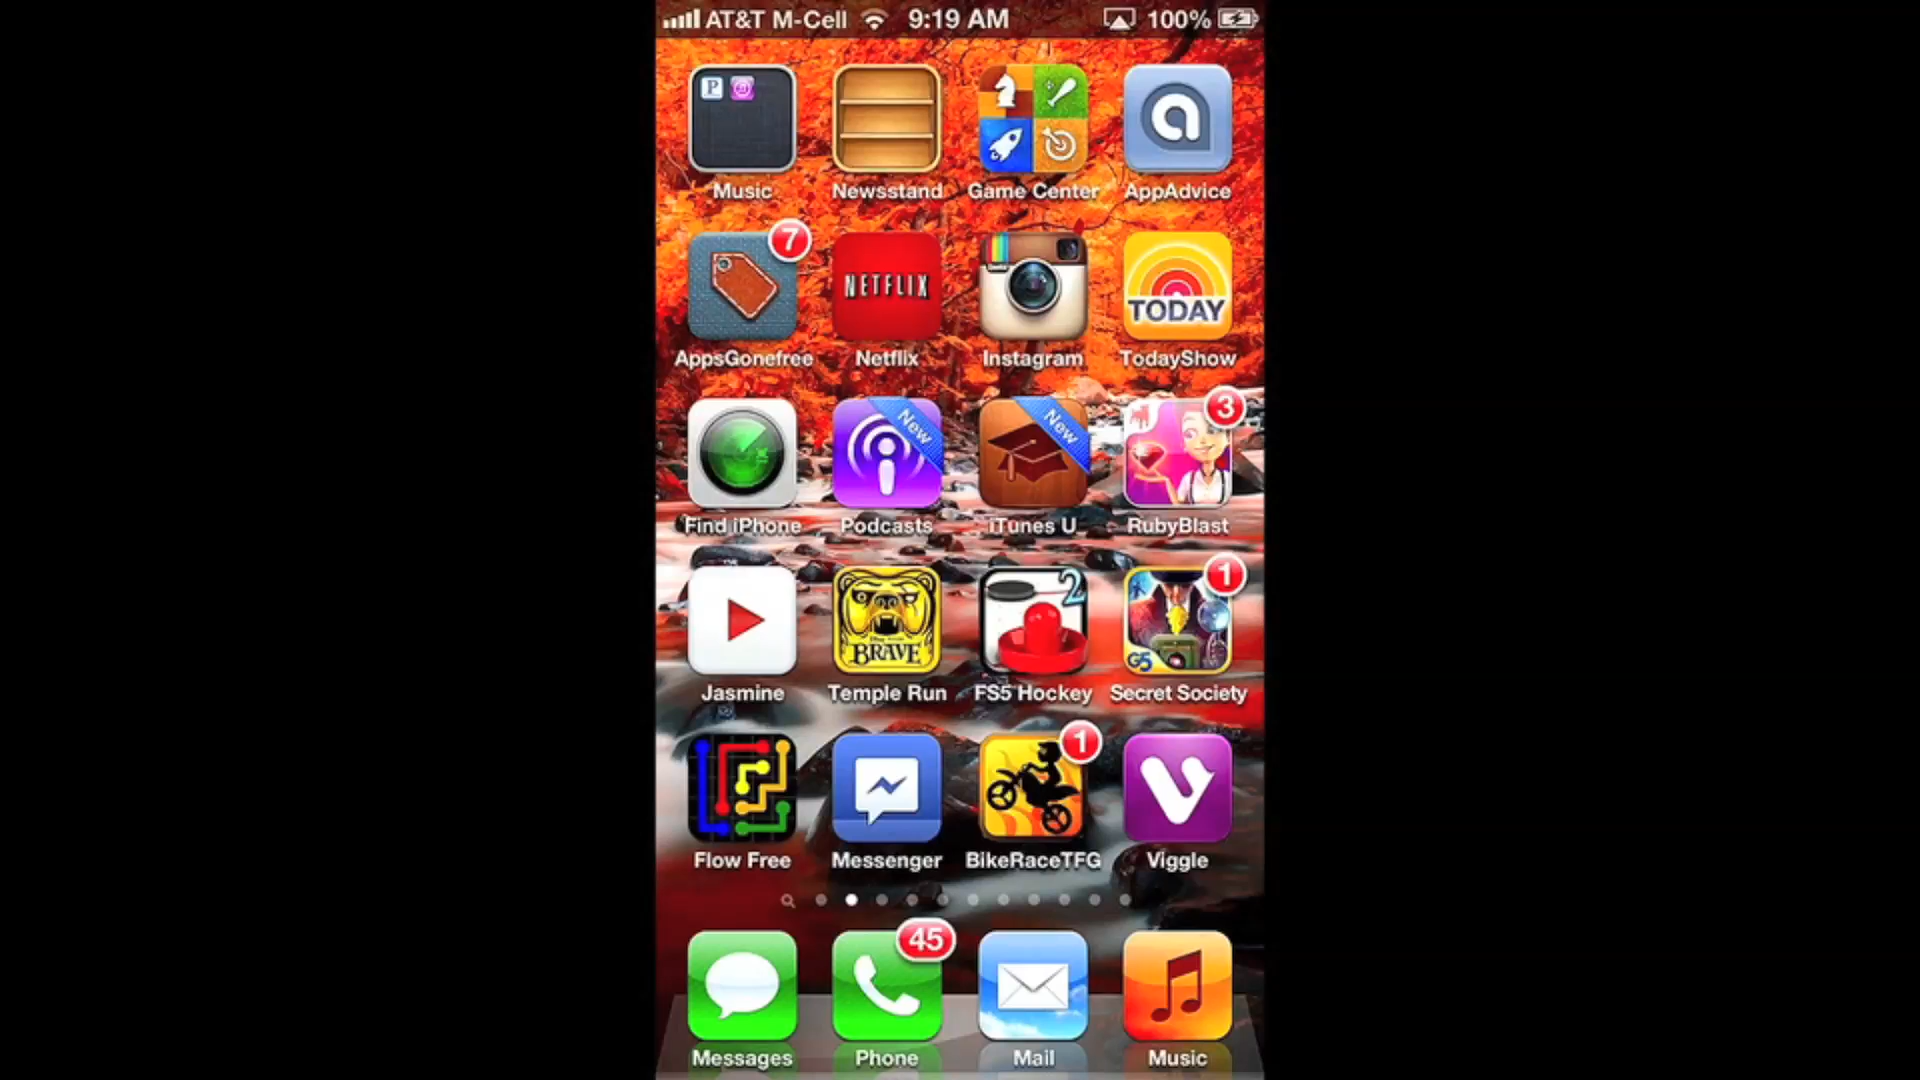 AT&T M-Cell 9:19 AM 100%
P
Music Newsstand Game Center AppAdvice
7
NETFLIX
TODAY
AppsGonefree Netflix Instagram TodayShow
New New 3
Find iPhone Podcasts iTunes U RubyBlast
2 1
BRAVE
G5
Jasmine Temple Run FS5 Hockey Secret Society
1
Flow Free Messenger BikeRaceTFG Viggle
45
Messages Phone Mail Music